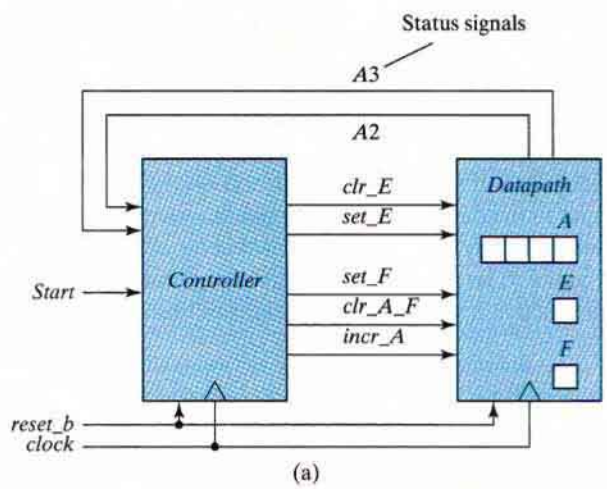 Status signals
A3
A2
clr_E
set_E
Datapath
A
Start
Controller
set_F
clr_A_F
incr_A
E
F
reset_b
clock
(a)